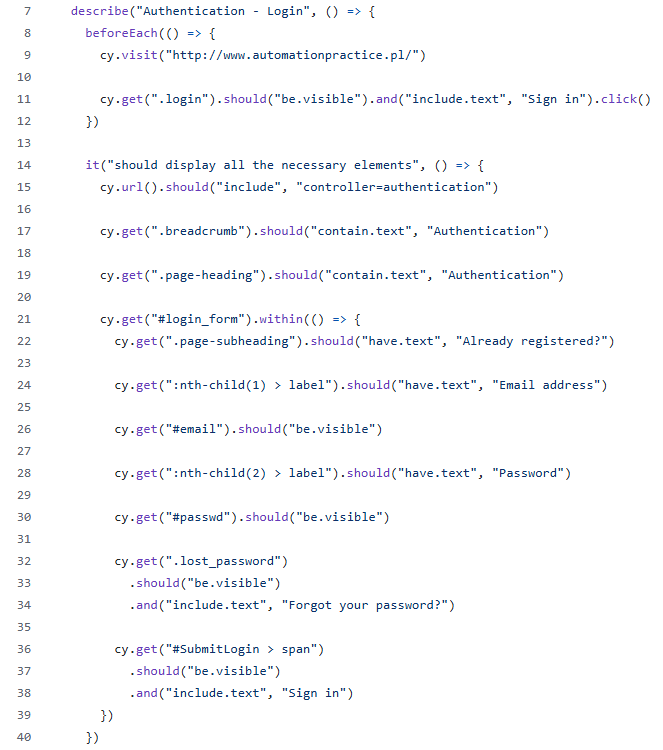 7 describe("Authentication - Login", () => {
8 beforeEach(() => {
9 cy.visit("http://www.automationpractice.pl/")
10
11 cy.get(".login").should("be.visible").and("include.text", "Sign in").click()
12 })
13
14 it("should display all the necessary elements", () => {
15 cy.url().should("include", "controller=authentication")
16
17 cy.get(".breadcrumb").should("contain.text", "Authentication")
18
19 cy.get(".page-heading").should("contain.text", "Authentication")
20
21 cy.get("#login_form").within(() => {
22 cy.get(".page-subheading").should("have.text", "Already registered?")
23
24 cy.get(":nth-child(1) > label").should("have.text", "Email address")
25
26 cy.get("#email").should("be.visible")
27
28 cy.get(":nth-child(2) > label").should("have.text", "Password")
29
30 cy.get("#passwd").should("be.visible")
31
32 cy.get(".lost_password")
33 .should("be.visible")
34 .and("include.text", "Forgot your password?")
35
36 cy.get("#SubmitLogin > span")
37 .should("be.visible")
38 .and("include.text", "Sign in")
39 })
40 })